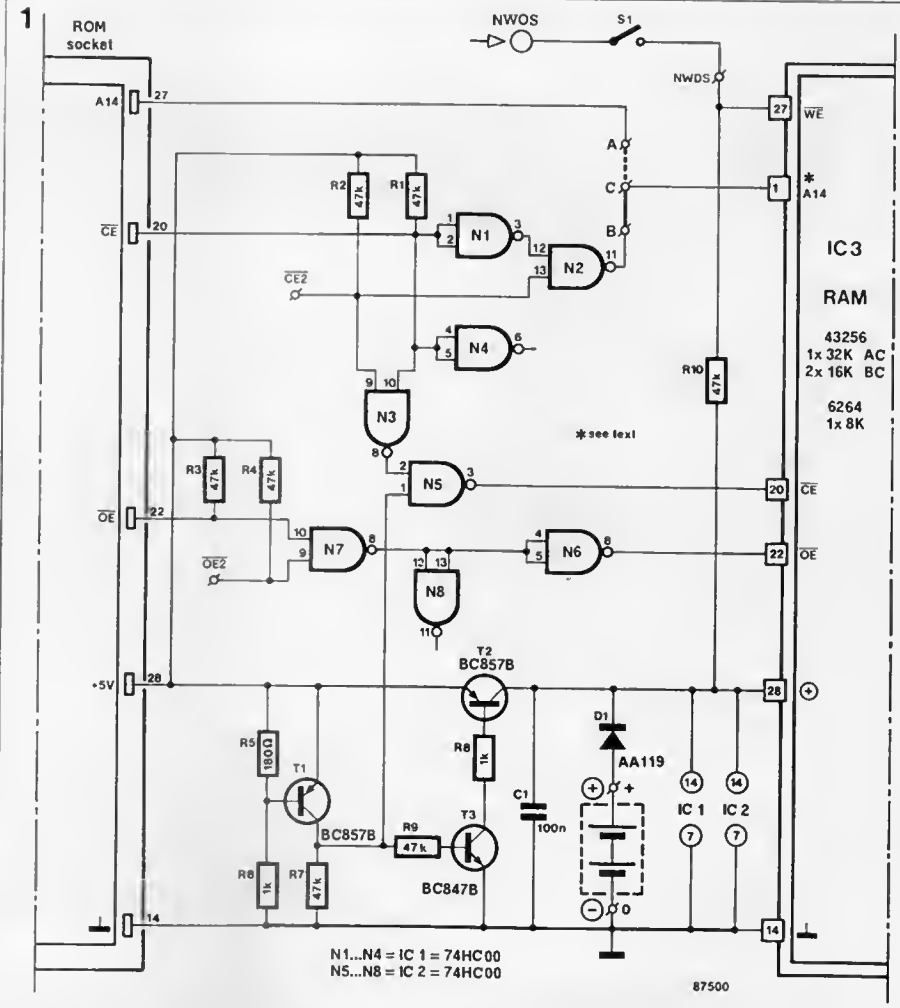 1
ROM
socket
NWOS
S1
NWDS
A14
27
27
WE
A
R2
47k
R1
47k
C
1
*
A14
CE
20
1
2
N1
3
12
13
N2
11
B
IC3
CE2
RAM
4
5
N4
6
43256
1x 32K AC
2x 16K BC
R10
47k
9
10
N3
8
6264
1x 8K
* see text
R3
47k
R4
47k
2
1
N5
3
20
CE
OE
22
10
9
N7
8
4
5
N6
8
22
OE
OE2
12
13
N8
11
T2
BC857B
+5V
28
28
+
R5
180Ω
D1
R8
1k
AA119
T1
+
+
14
14
C1
100n
IC 1
IC 2
T3
R9
47k
BC857B
7
7
R6
1k
R7
47k
BC847B
−
0
14
14
N1...N4 = IC 1 = 74HC00
N5...N8 = IC 2 = 74HC00
87500